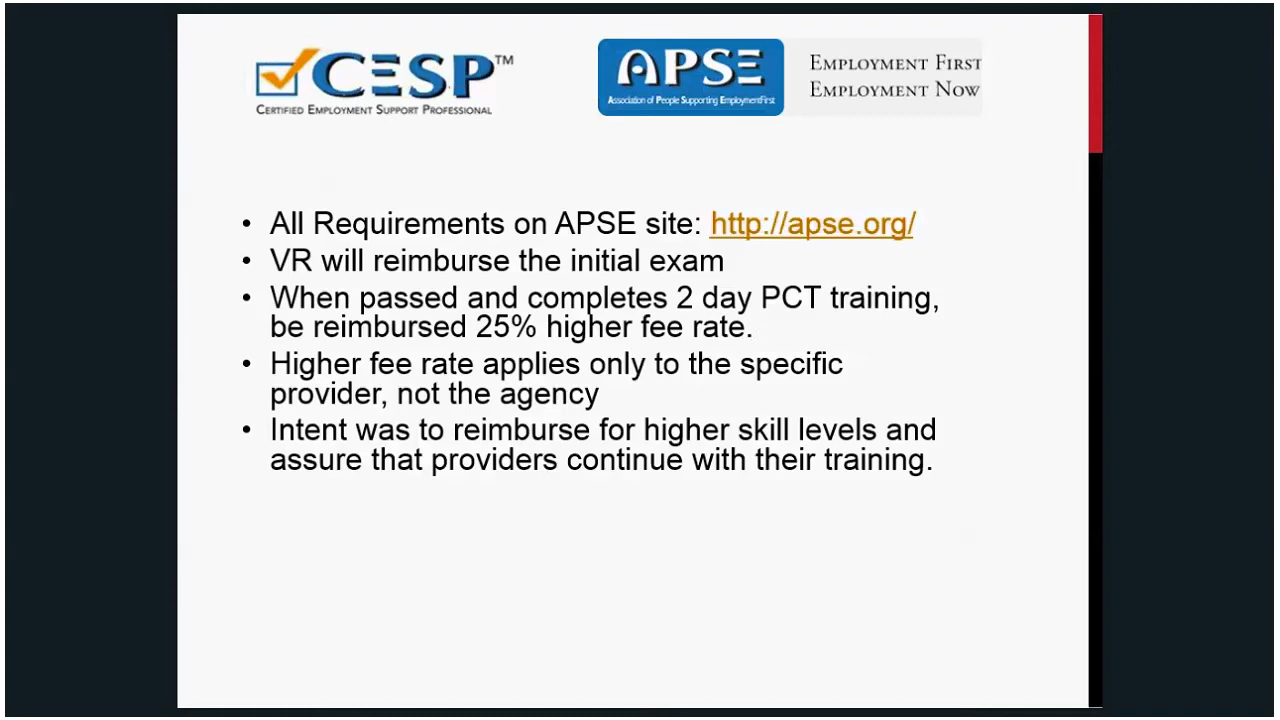 CESP™
CERTIFIED EMPLOYMENT SUPPORT PROFESSIONAL
APSE
Association of People Supporting EmploymentFirst
EMPLOYMENT FIRST
EMPLOYMENT NOW
• All Requirements on APSE site: http://apse.org/
• VR will reimburse the initial exam
• When passed and completes 2 day PCT training,
be reimbursed 25% higher fee rate.
• Higher fee rate applies only to the specific
provider, not the agency
• Intent was to reimburse for higher skill levels and
assure that providers continue with their training.